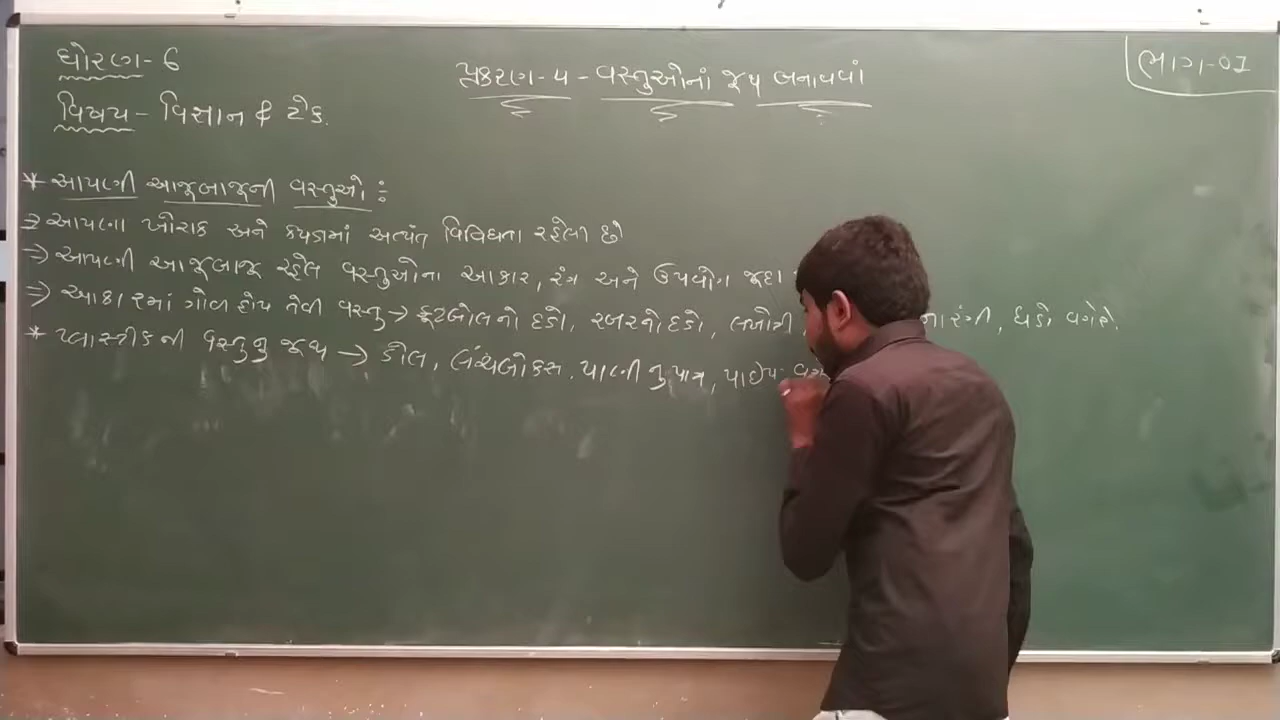 ધોરણ - 6
વિષય - વિજ્ઞાન & ટેક.
પ્રકરણ - ૫ - વસ્તુઓનાં જૂથ બનાવવાં
ભાગ-01
* આપણી આજૂબાજૂની વસ્તુઓ :
⇒ આપણા ખોરાક અને કપડામાં અત્યંત વિવિધતા રહેલી છે
⇒ આપણી આજૂબાજૂ રહેલ વસ્તુઓના આકાર, રંગ અને ઉપયોગ જૂદા
⇒ આકારમાં ગોળ હોય તેવી વસ્તુ → ફૂટબોલનો દડો, રબરનો દડો, લખોટી, નારંગી, ઘડો વગેરે.
* પ્લાસ્ટીકની વસ્તુનુ જૂથ → ડોલ, લંચબોકસ, પાણીનુ પાત્ર, પાઈપ